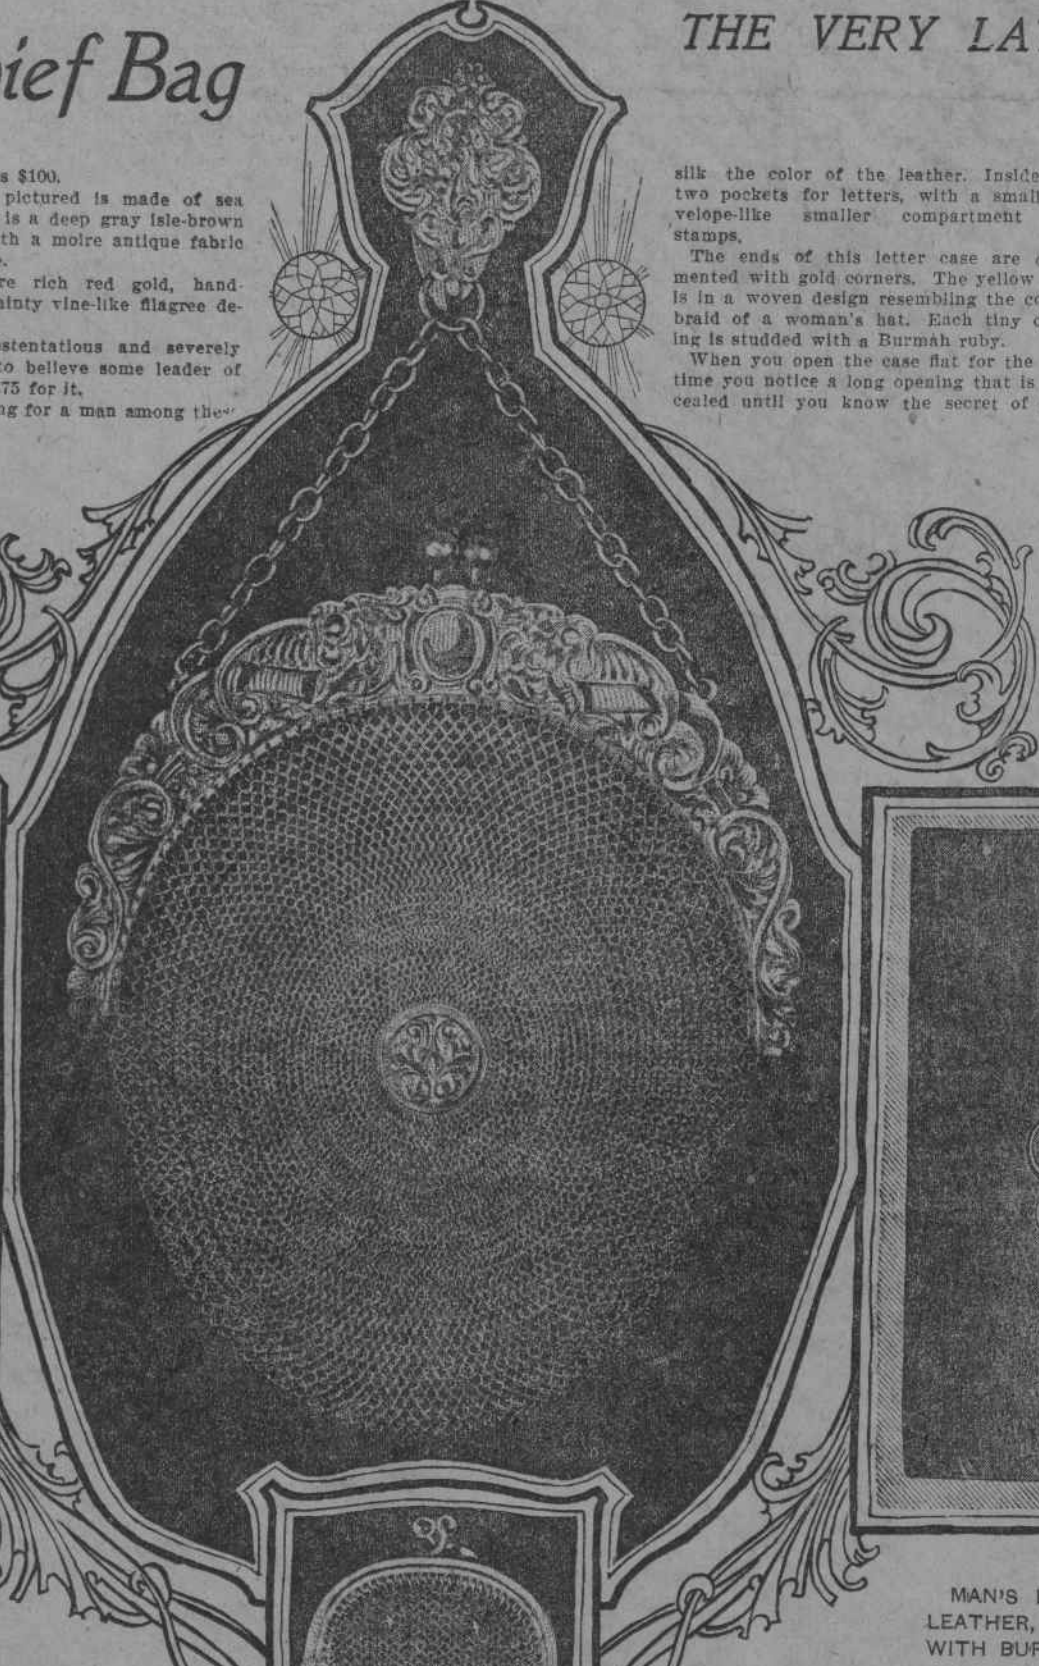 ief Bag
s $100.
pictured is made of sea
is a deep gray isle-brown
th a moire antique fabric
re rich red gold, hand-
ainty vine-like filagree de-
stentatious and severely
to believe some leader of
75 for it.
ng for a man among the
THE VERY LA
silk the color of the leather. Inside
two pockets for letters, with a small
velope-like smaller compartment
stamps.
The ends of this letter case are
mented with gold corners. The yellow
is in a woven design resembling the co
braid of a woman's hat. Each tiny
ing is studded with a Burmah ruby.
When you open the case flat for the
time you notice a long opening that is
cealed until you know the secret of
MAN'S
LEATHER,
WITH BUR